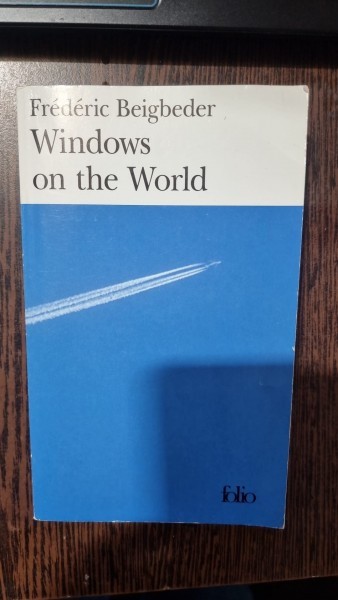 Frédéric Beigbeder
Windows
on the World
folio